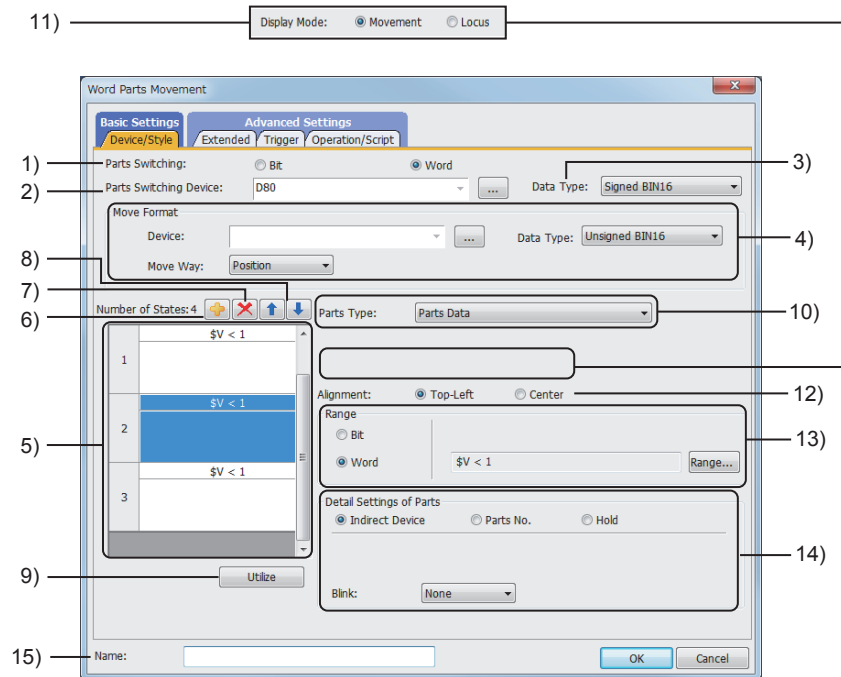 11) Display Mode: Movement Locus
Word Parts Movement
Basic Settings Advanced Settings
Device/Style Extended Trigger Operation/Script
1) Parts Switching: Bit Word
2) Parts Switching Device: D80 ... Data Type: Signed BIN16 3)
Move Format
Device: ... Data Type: Unsigned BIN16 4)
8) Move Way: Position
7)
6) Number of States:4 Parts Type: Parts Data 10)
$V < 1
1
Alignment: Top-Left Center 12)
$V < 1
2
Range
Bit
Word $V < 1 Range... 13)
5)
$V < 1
3
Detail Settings of Parts
Indirect Device Parts No. Hold
14)
9) Utilize
Blink: None
15) Name: OK Cancel